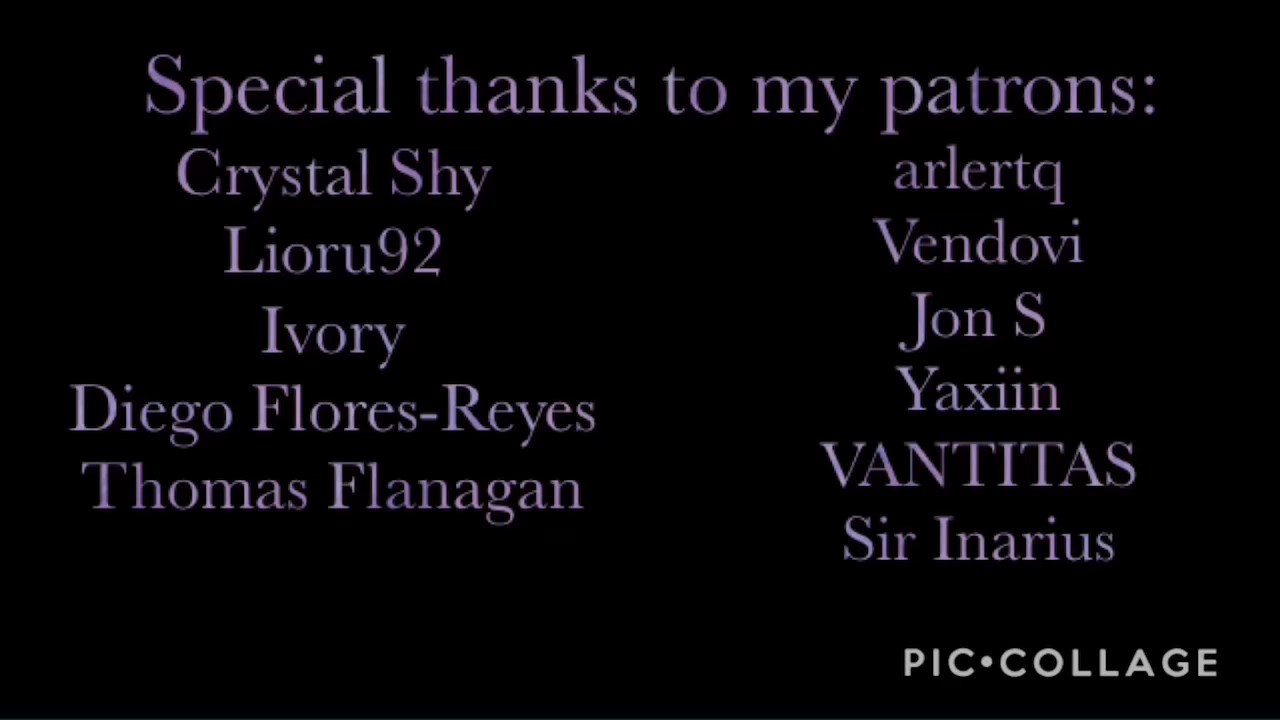 Special thanks to my patrons:
Crystal Shy
Lioru92
Ivory
Diego Flores-Reyes
Thomas Flanagan
arlertq
Vendovi
Jon S
Yaxiin
VANTITAS
Sir Inarius
PIC•COLLAGE